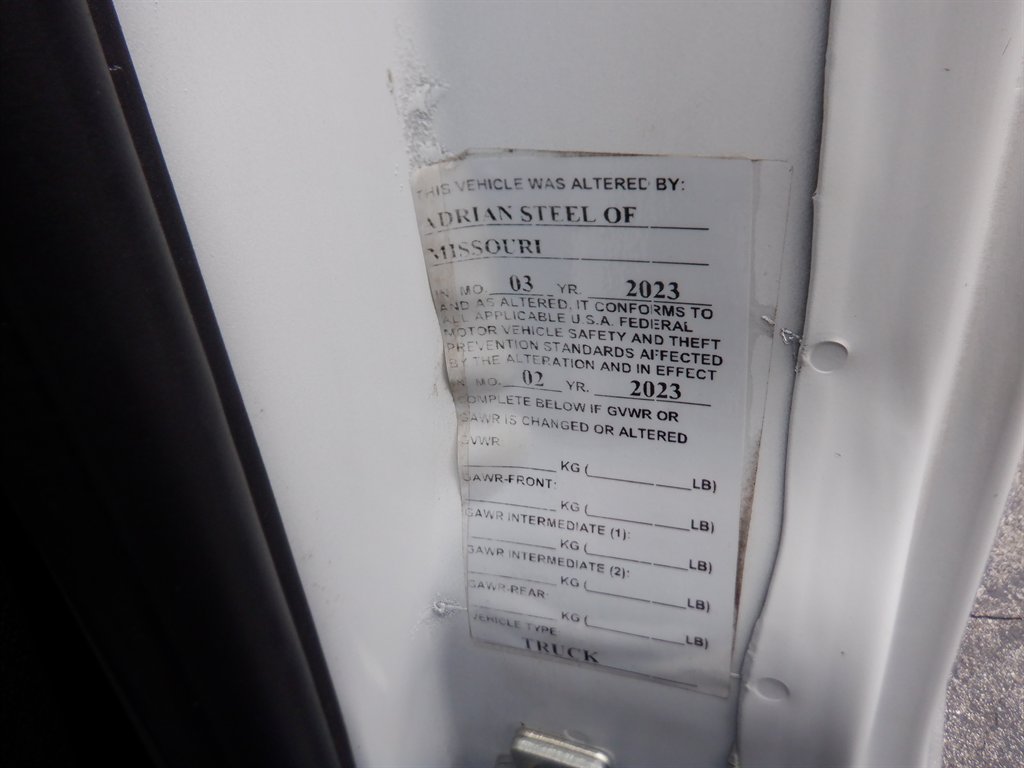 THIS VEHICLE WAS ALTERED BY:
ADRIAN STEEL OF
MISSOURI
IN MO. 03 YR. 2023
AND AS ALTERED, IT CONFORMS TO
ALL APPLICABLE U.S.A. FEDERAL
MOTOR VEHICLE SAFETY AND THEFT
PREVENTION STANDARDS AFFECTED
BY THE ALTERATION AND IN EFFECT
IN MO. 02 YR. 2023
COMPLETE BELOW IF GVWR OR
GAWR IS CHANGED OR ALTERED
GVWR
KG ( LB)
GAWR-FRONT:
KG ( LB)
GAWR INTERMEDIATE (1):
KG ( LB)
GAWR INTERMEDIATE (2):
KG ( LB)
GAWR-REAR:
KG ( LB)
VEHICLE TYPE
TRUCK